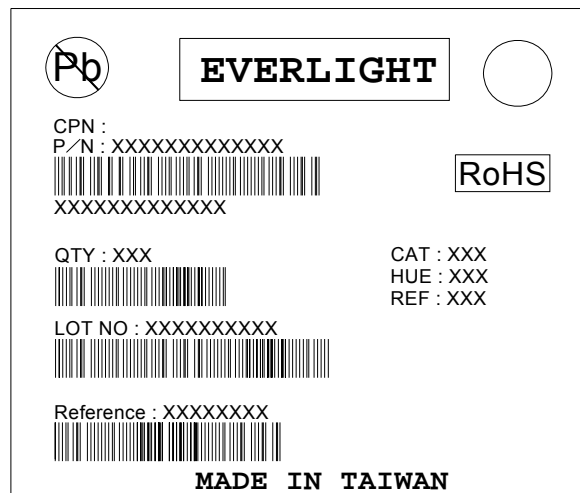 Pb
EVERLIGHT
CPN :
P/N : XXXXXXXXXXXXX
RoHS
XXXXXXXXXXXXX
QTY : XXX
CAT : XXX
HUE : XXX
REF : XXX
LOT NO : XXXXXXXXXX
Reference : XXXXXXXX
MADE IN TAIWAN